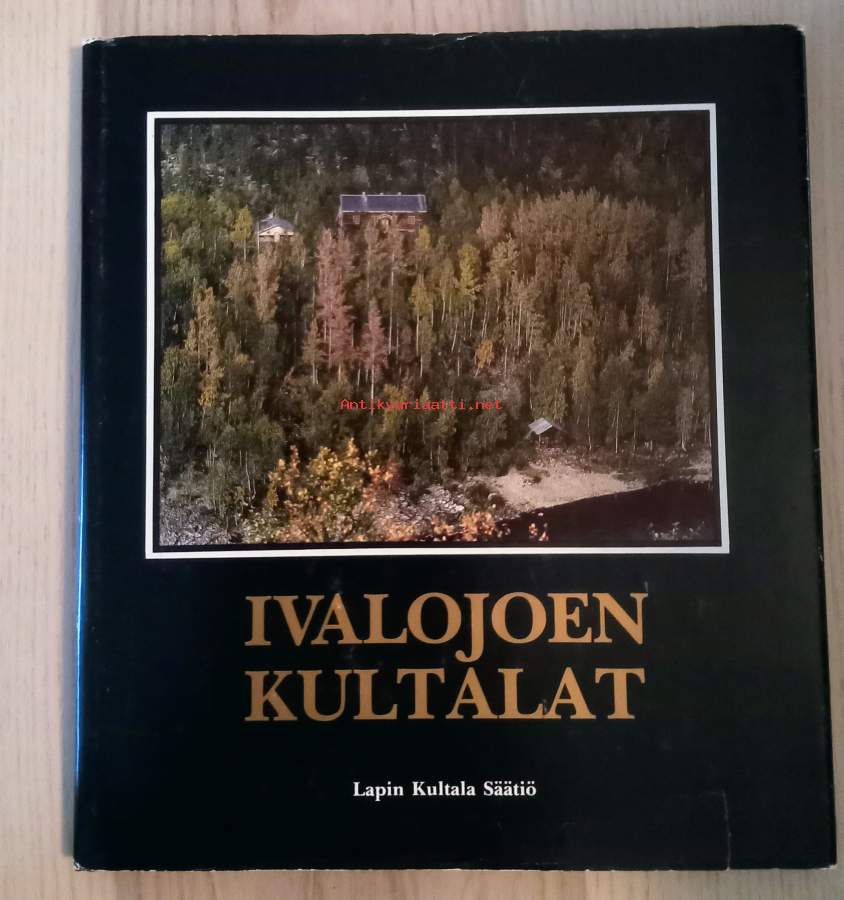 Antikvariaatti.net
IVALOJOEN
KULTALAT
Lapin Kultala Säätiö